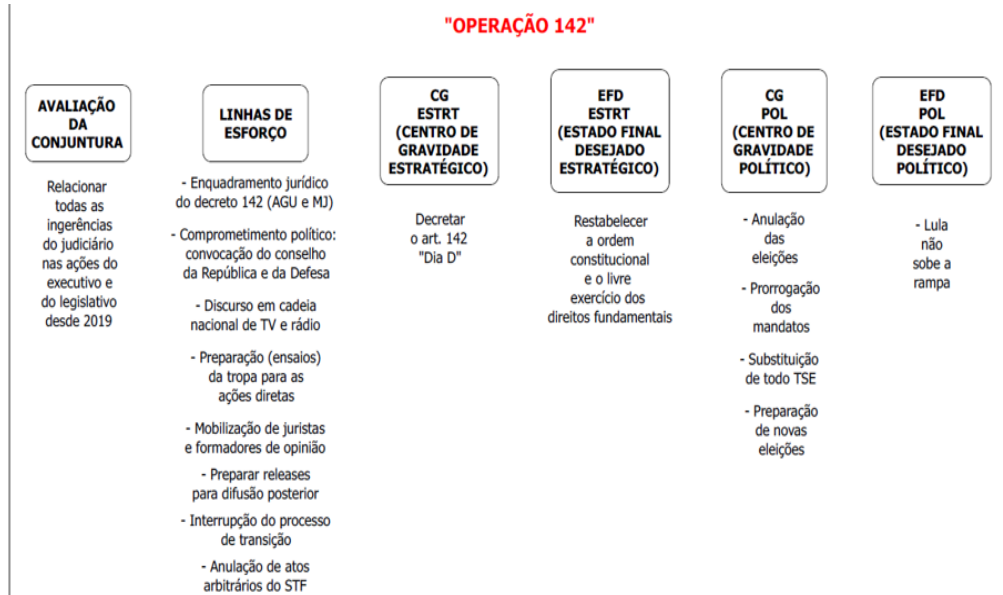 "OPERAÇÃO 142"
AVALIAÇÃO
DA
CONJUNTURA
Relacionar
todas as
ingerências
do judiciário
nas ações do
executivo e
do legislativo
desde 2019
LINHAS DE
ESFORÇO
- Enquadramento jurídico
do decreto 142 (AGU e MJ)
- Comprometimento político:
convocação do conselho
da República e da Defesa
- Discurso em cadeia
nacional de TV e rádio
- Preparação (ensaios)
da tropa para as
ações diretas
- Mobilização de juristas
e formadores de opinião
- Preparar releases
para difusão posterior
- Interrupção do processo
de transição
- Anulação de atos
arbitrários do STF
CG
ESTRT
(CENTRO DE
GRAVIDADE
ESTRATÉGICO)
Decretar
o art. 142
"Dia D"
EFD
ESTRT
(ESTADO FINAL
DESEJADO
ESTRATÉGICO)
Restabelecer
a ordem
constitucional
e o livre
exercício dos
direitos fundamentais
CG
POL
(CENTRO DE
GRAVIDADE
POLÍTICO)
- Anulação
das
eleições
- Prorrogação
dos
mandatos
- Substituição
de todo TSE
- Preparação
de novas
eleições
EFD
POL
(ESTADO FINAL
DESEJADO
POLÍTICO)
- Lula
não
sobe a
rampa